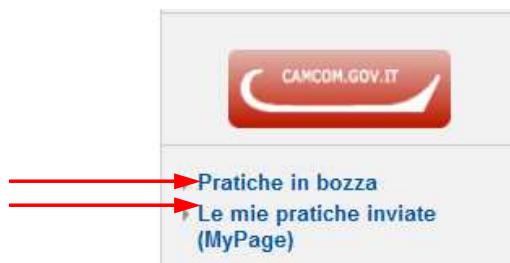 CAMCOM.GOV.IT
Pratiche in bozza
Le mie pratiche inviate
(MyPage)